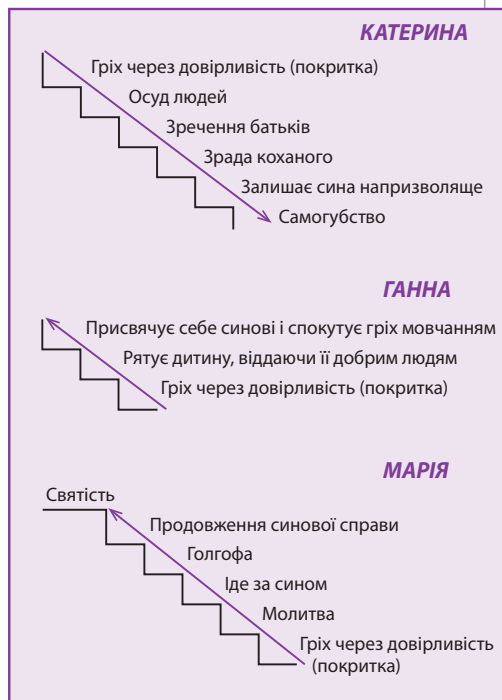 КАТЕРИНА
Гріх через довірливість (покритка)
Осуд людей
Зречення батьків
Зрада коханого
Залишає сина напризволяще
Самогубство
ГАННА
Присвячує себе синові і спокутує гріх мовчанням
Рятує дитину, віддаючи її добрим людям
Гріх через довірливість (покритка)
МАРІЯ
Святість
Продовження синової справи
Голгофа
Іде за сином
Молитва
Гріх через довірливість
(покритка)